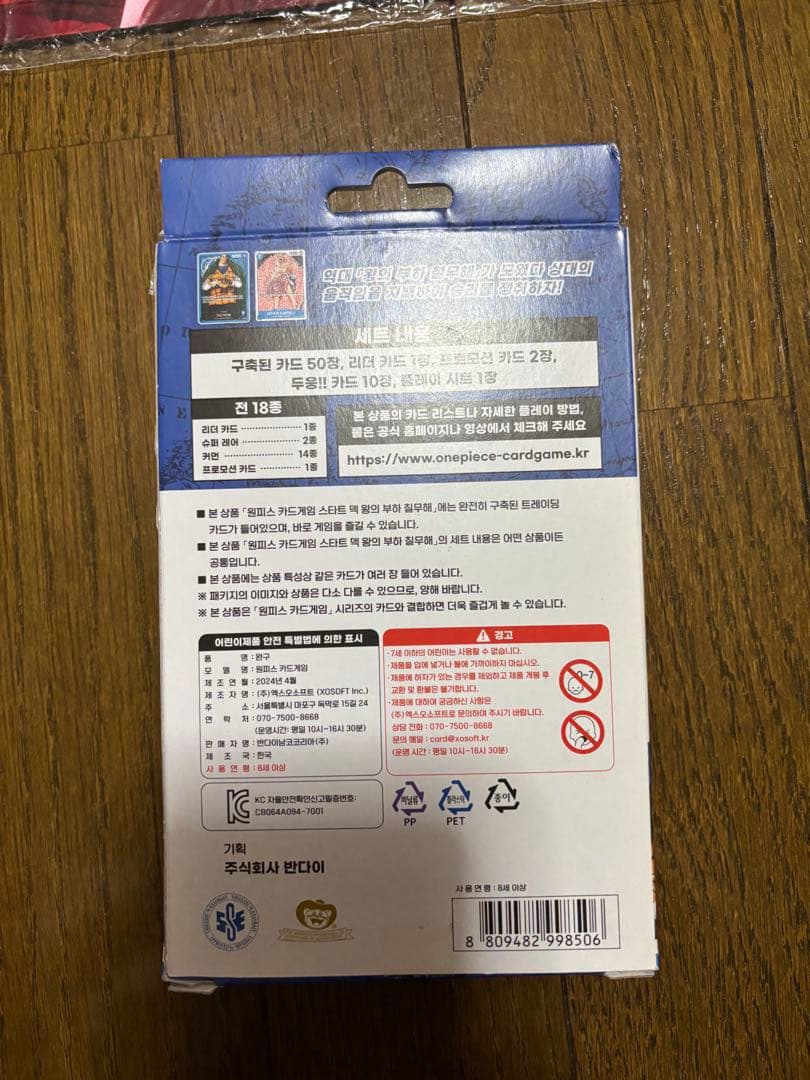 역대 「왕의 부하 칠무해」가 모였다 상대의
움직임을 지배하여 승리를 쟁취하자!
세트 내용
구축된 카드 50장, 리더 카드 1장, 프로모션 카드 2장,
두웅!! 카드 10장, 플레이 시트 1장
전 18종
리더 카드 1종
슈퍼 레어 2종
커먼 14종
프로모션 카드 1종
본 상품의 카드 리스트나 자세한 플레이 방법,
룰은 공식 홈페이지나 영상에서 체크해 주세요
https://www.onepiece-cardgame.kr
■ 본 상품 「원피스 카드게임 스타트 덱 왕의 부하 칠무해」에는 완전히 구축된 트레이딩
카드가 들어있으며, 바로 게임을 즐길 수 있습니다.
■ 본 상품 「원피스 카드게임 스타트 덱 왕의 부하 칠무해」의 세트 내용은 어떤 상품이든
공통입니다.
■ 본 상품에는 상품 특성상 같은 카드가 여러 장 들어 있습니다.
※ 패키지의 이미지와 상품은 다소 다를 수 있으므로, 양해 바랍니다.
※ 본 상품은 「원피스 카드게임」 시리즈의 카드와 결합하면 더욱 즐겁게 놀 수 있습니다.
어린이제품 안전 특별법에 의한 표시
품 명 : 완구
모 델 명 : 원피스 카드게임
제 조 연 월 : 2024년 4월
제 조 자 명 : (주)엑스오소프트 (XOSOFT Inc.)
주 소 : 서울특별시 마포구 독막로 15길 24
연 락 처 : 070-7500-8668
(운영시간: 평일 10시~16시 30분)
판 매 자 명 : 반다이남코코리아(주)
제 조 국 : 한국
사 용 연 령 : 8세 이상
경고
· 7세 이하의 어린이는 사용할 수 없습니다.
· 제품을 입에 넣거나 불에 가까이하지 마십시오.
· 제품에 하자가 있는 경우를 제외하고 제품 개봉 후
교환 및 환불은 불가합니다.
· 제품에 대하여 궁금하신 사항은
(주)엑스오소프트로 문의하여 주시기 바랍니다.
상담 전화 : 070-7500-8668
문의 메일 : card@xosoft.kr
(운영 시간 : 평일 10시~16시 30분)
0-7
KC 자율안전확인신고필증번호:
CB064A094-7001
비닐류
PP
플라스틱
PET
종이
기획
주식회사 반다이
사 용 연 령 : 8세 이상
8 809482 998506